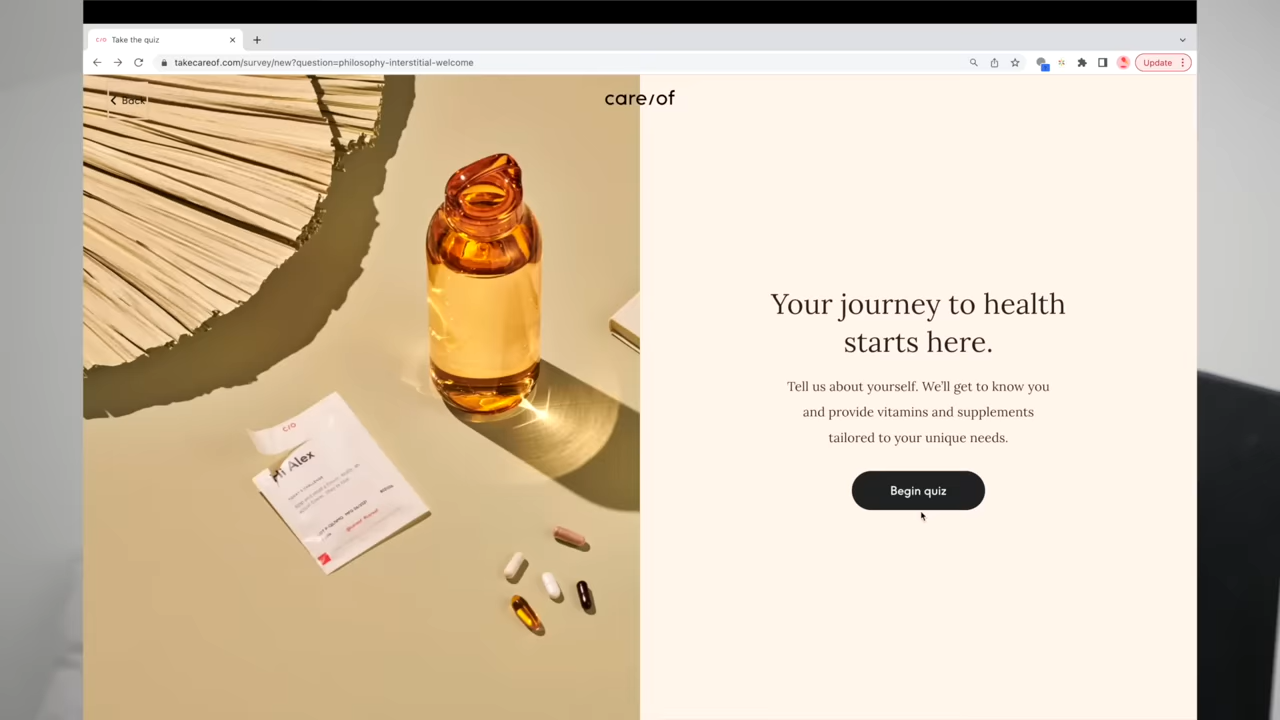 c/o Take the quiz
takecareof.com/survey/new?question=philosophy-interstitial-welcome
Update
Back
care/of
Your journey to health
starts here.
Tell us about yourself. We'll get to know you
and provide vitamins and supplements
tailored to your unique needs.
Begin quiz
c/o
Hi Alex